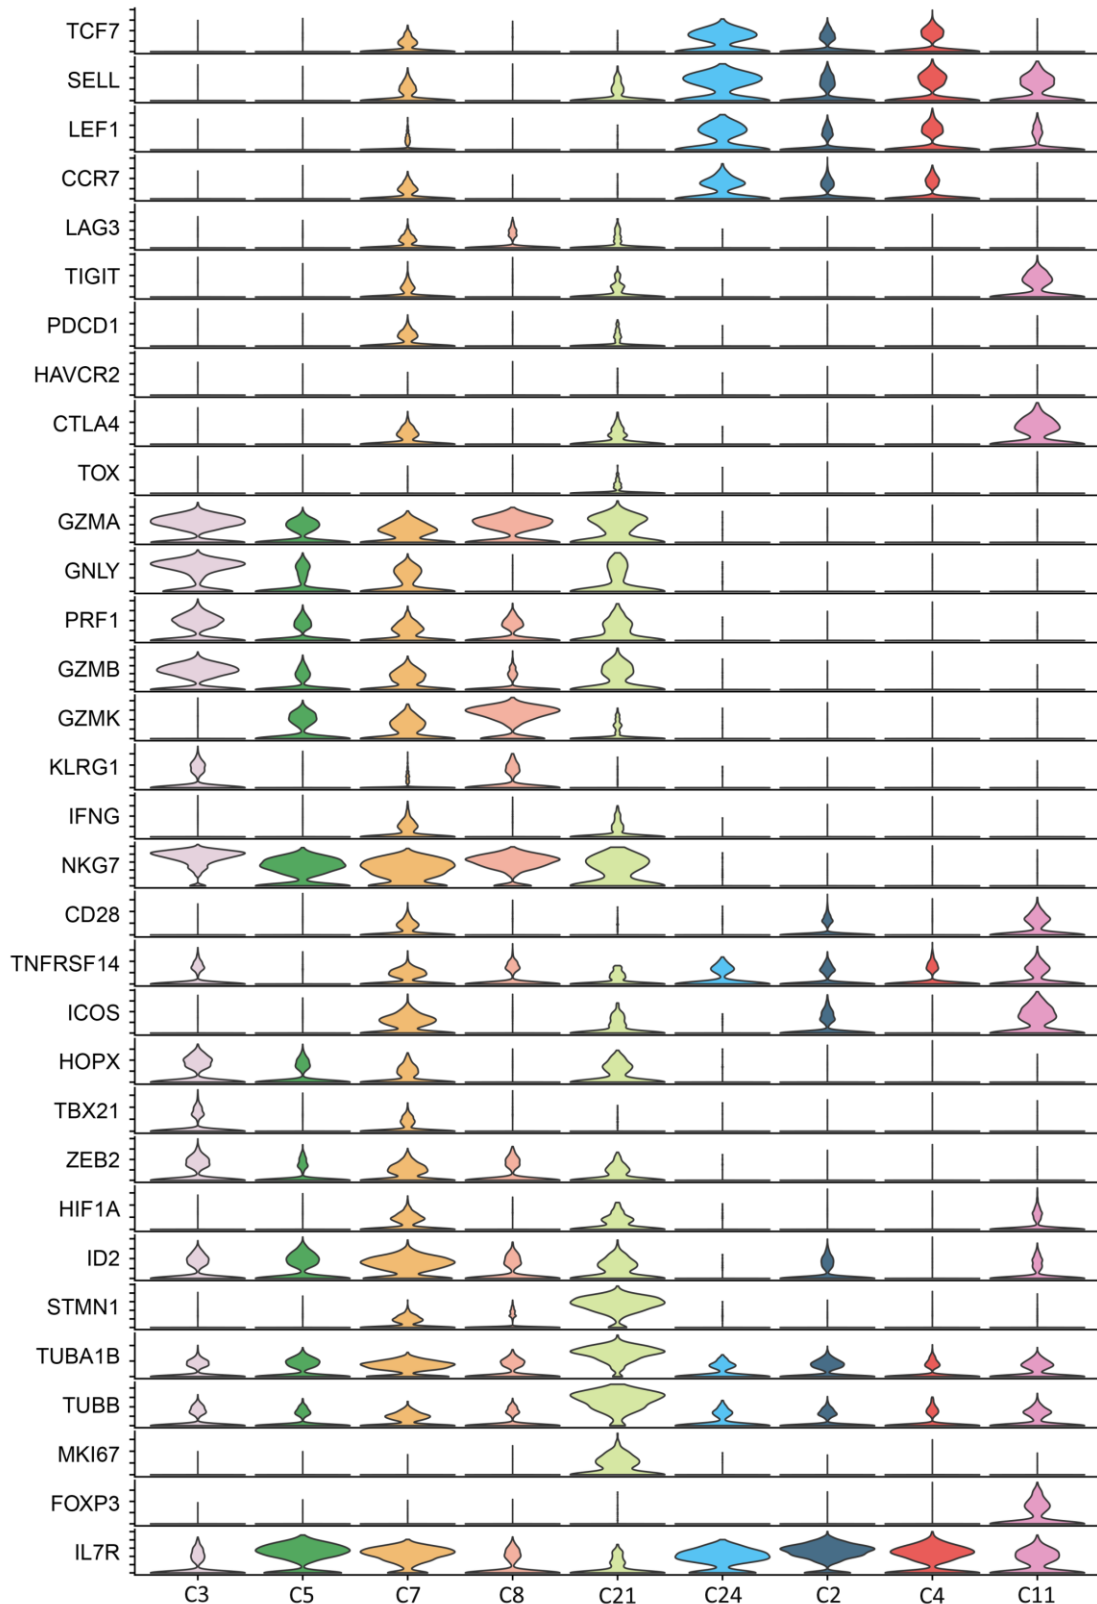 TCF7
SELL
LEF1
CCR7
LAG3
TIGIT
PDCD1
HAVCR2
CTLA4
TOX
GZMA
GNLY
PRF1
GZMB
GZMK
KLRG1
IFNG
NKG7
CD28
TNFRSF14
ICOS
HOPX
TBX21
ZEB2
HIF1A
ID2
STMN1
TUBA1B
TUBB
MKI67
FOXP3
IL7R
C3 C5 C7 C8 C21 C24 C2 C4 C11